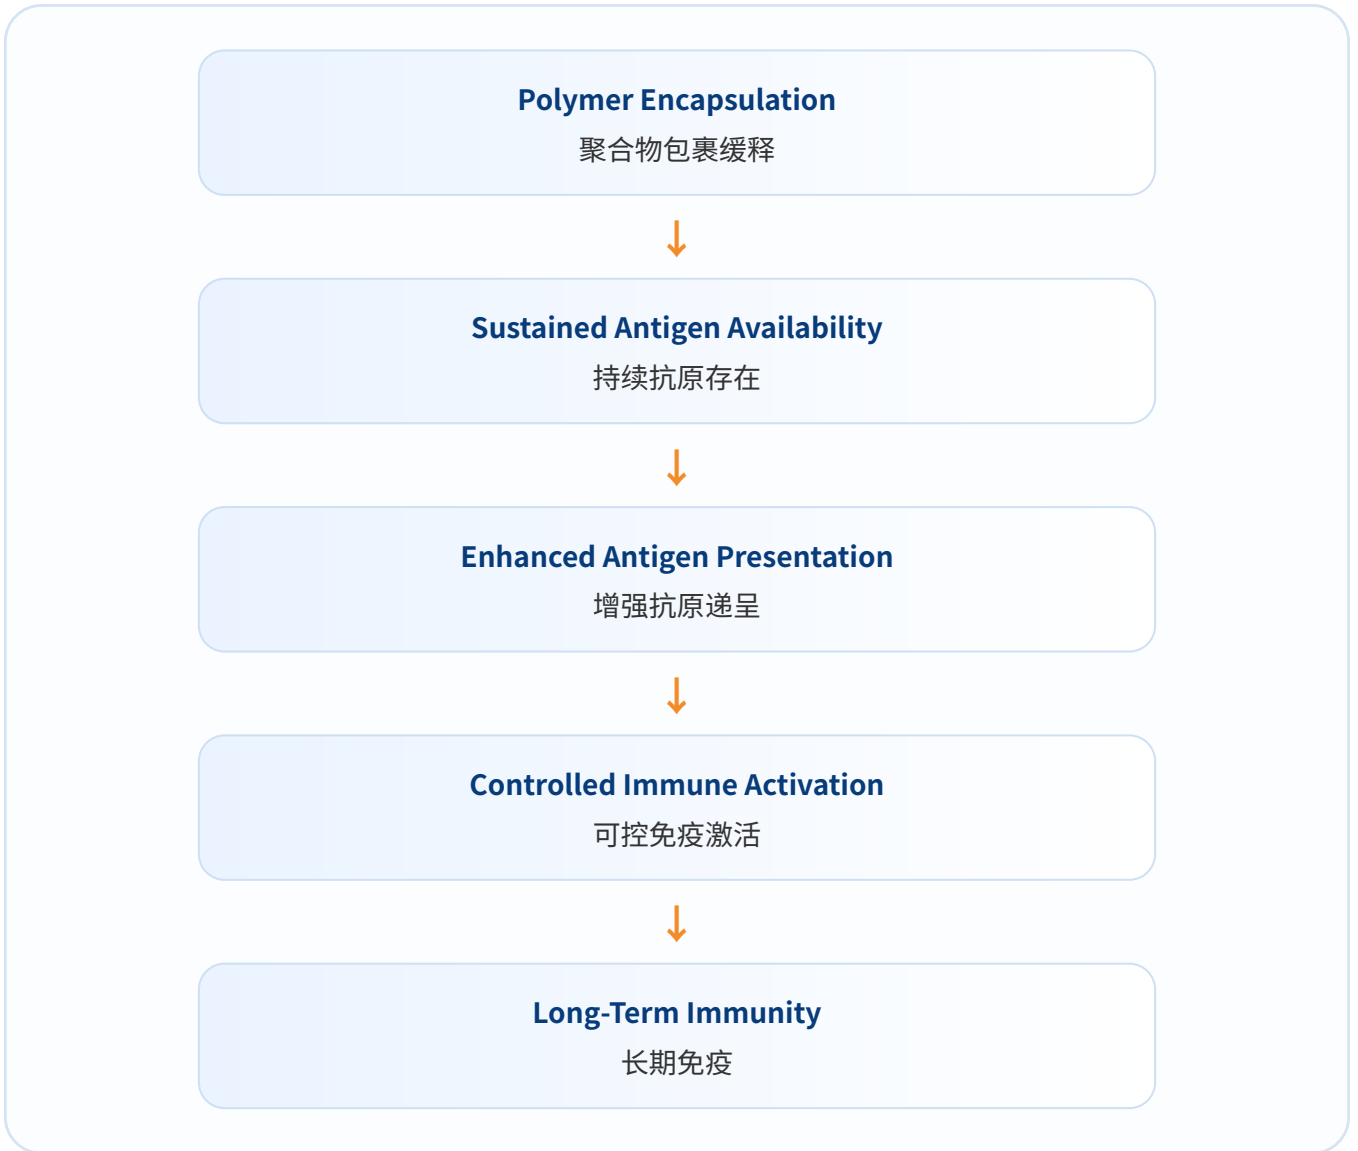 Polymer Encapsulation
聚合物包裹缓释
↓
Sustained Antigen Availability
持续抗原存在
↓
Enhanced Antigen Presentation
增强抗原递呈
↓
Controlled Immune Activation
可控免疫激活
↓
Long-Term Immunity
长期免疫